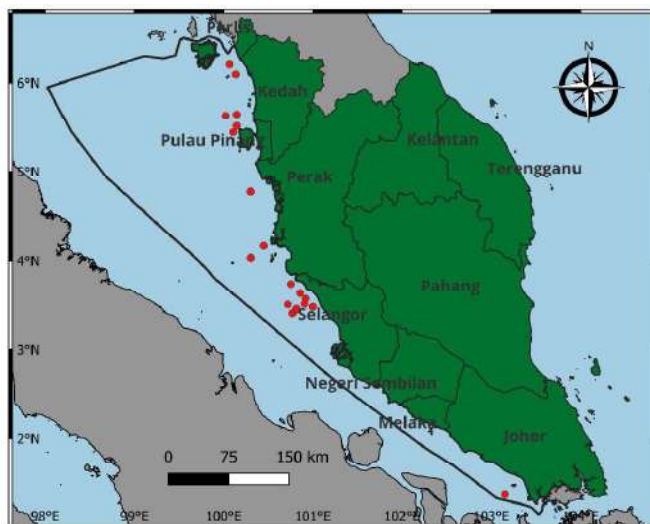 Perlis
N
6°N
Kedah
Pulau Pinang
Kelantan
5°N
Perak
Terengganu
4°N
Pahang
Selangor
3°N
Negeri Sembilan
Melaka
2°N
Johor
0 75 150 km
98°E 99°E 100°E 101°E 102°E 103°E 104°E